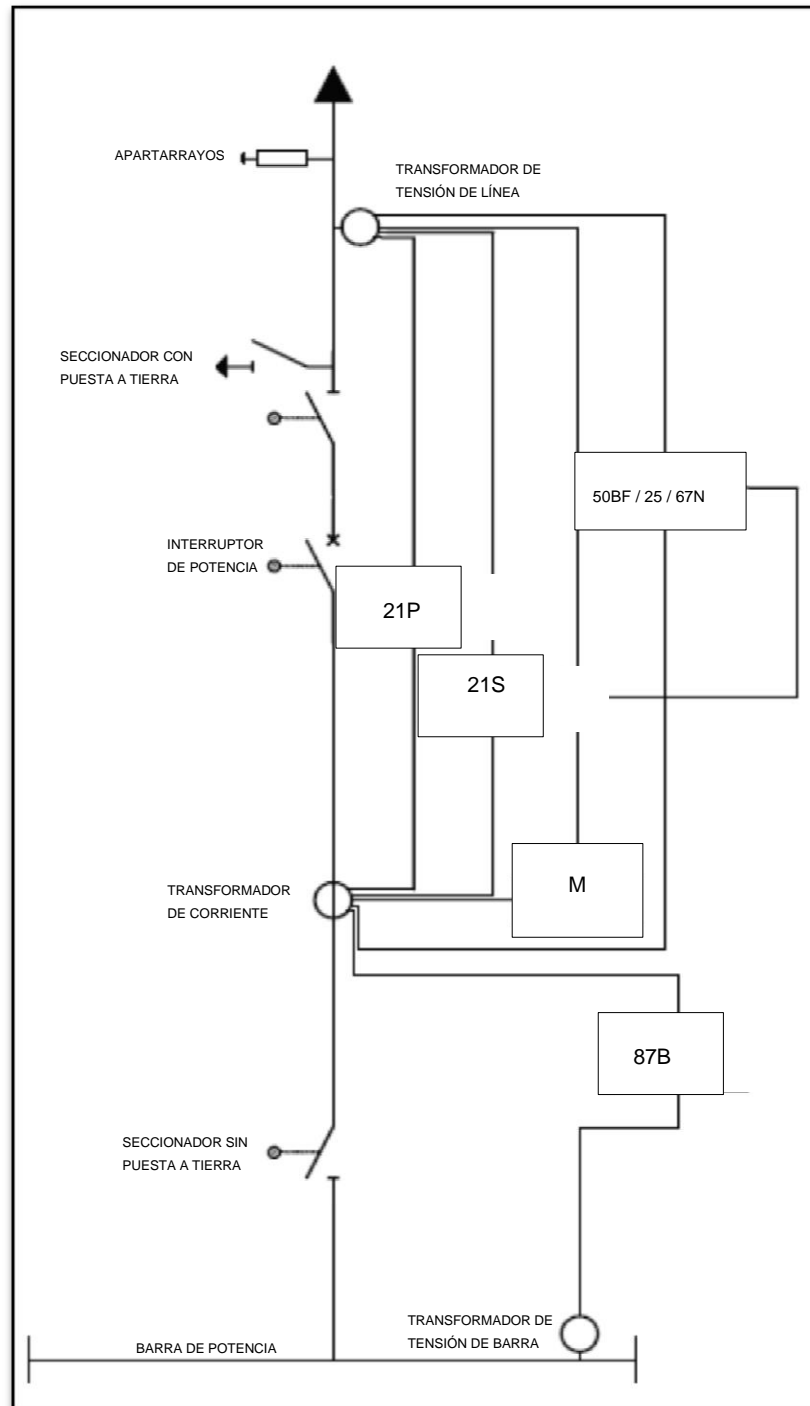 APARTARRAYOS
TRANSFORMADOR DE
TENSIÓN DE LÍNEA
SECCIONADOR CON
PUESTA A TIERRA
50BF / 25 / 67N
INTERRUPTOR
DE POTENCIA
21P
21S
M
TRANSFORMADOR
DE CORRIENTE
87B
SECCIONADOR SIN
PUESTA A TIERRA
TRANSFORMADOR DE
TENSIÓN DE BARRA
BARRA DE POTENCIA